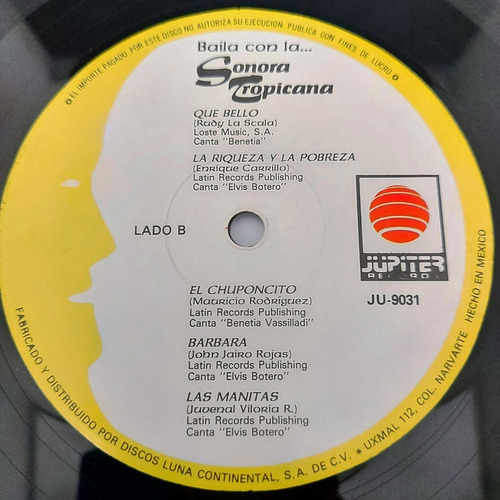 ● EL IMPORTE PAGADO POR ESTE DISCO NO AUTORIZA SU EJECUCION PUBLICA CON FINES DE LUCRO ●
Baila con la...
Sonora
Tropicana
QUE BELLO
(Rudy La Scala)
Loste Music, S.A.
Canta "Benetia"
LA RIQUEZA Y LA POBREZA
(Enrique Carrillo)
Latin Records Publishing
Canta "Elvis Botero"
LADO B
JUPITER
RECORDS
JU-9031
EL CHUPONCITO
(Mauricio Rodríguez)
Latin Records Publishing
Canta "Benetia Vassilladi"
BARBARA
(John Jairo Rojas)
Latin Records Publishing
Canta "Elvis Botero"
LAS MANITAS
(Juvenal Viloria R.)
Latin Records Publishing
Canta "Elvis Botero"
FABRICADO Y DISTRIBUIDO POR DISCOS LUNA CONTINENTAL, S.A. DE C.V. ● UXMAL 112, COL. NARVARTE HECHO EN MEXICO